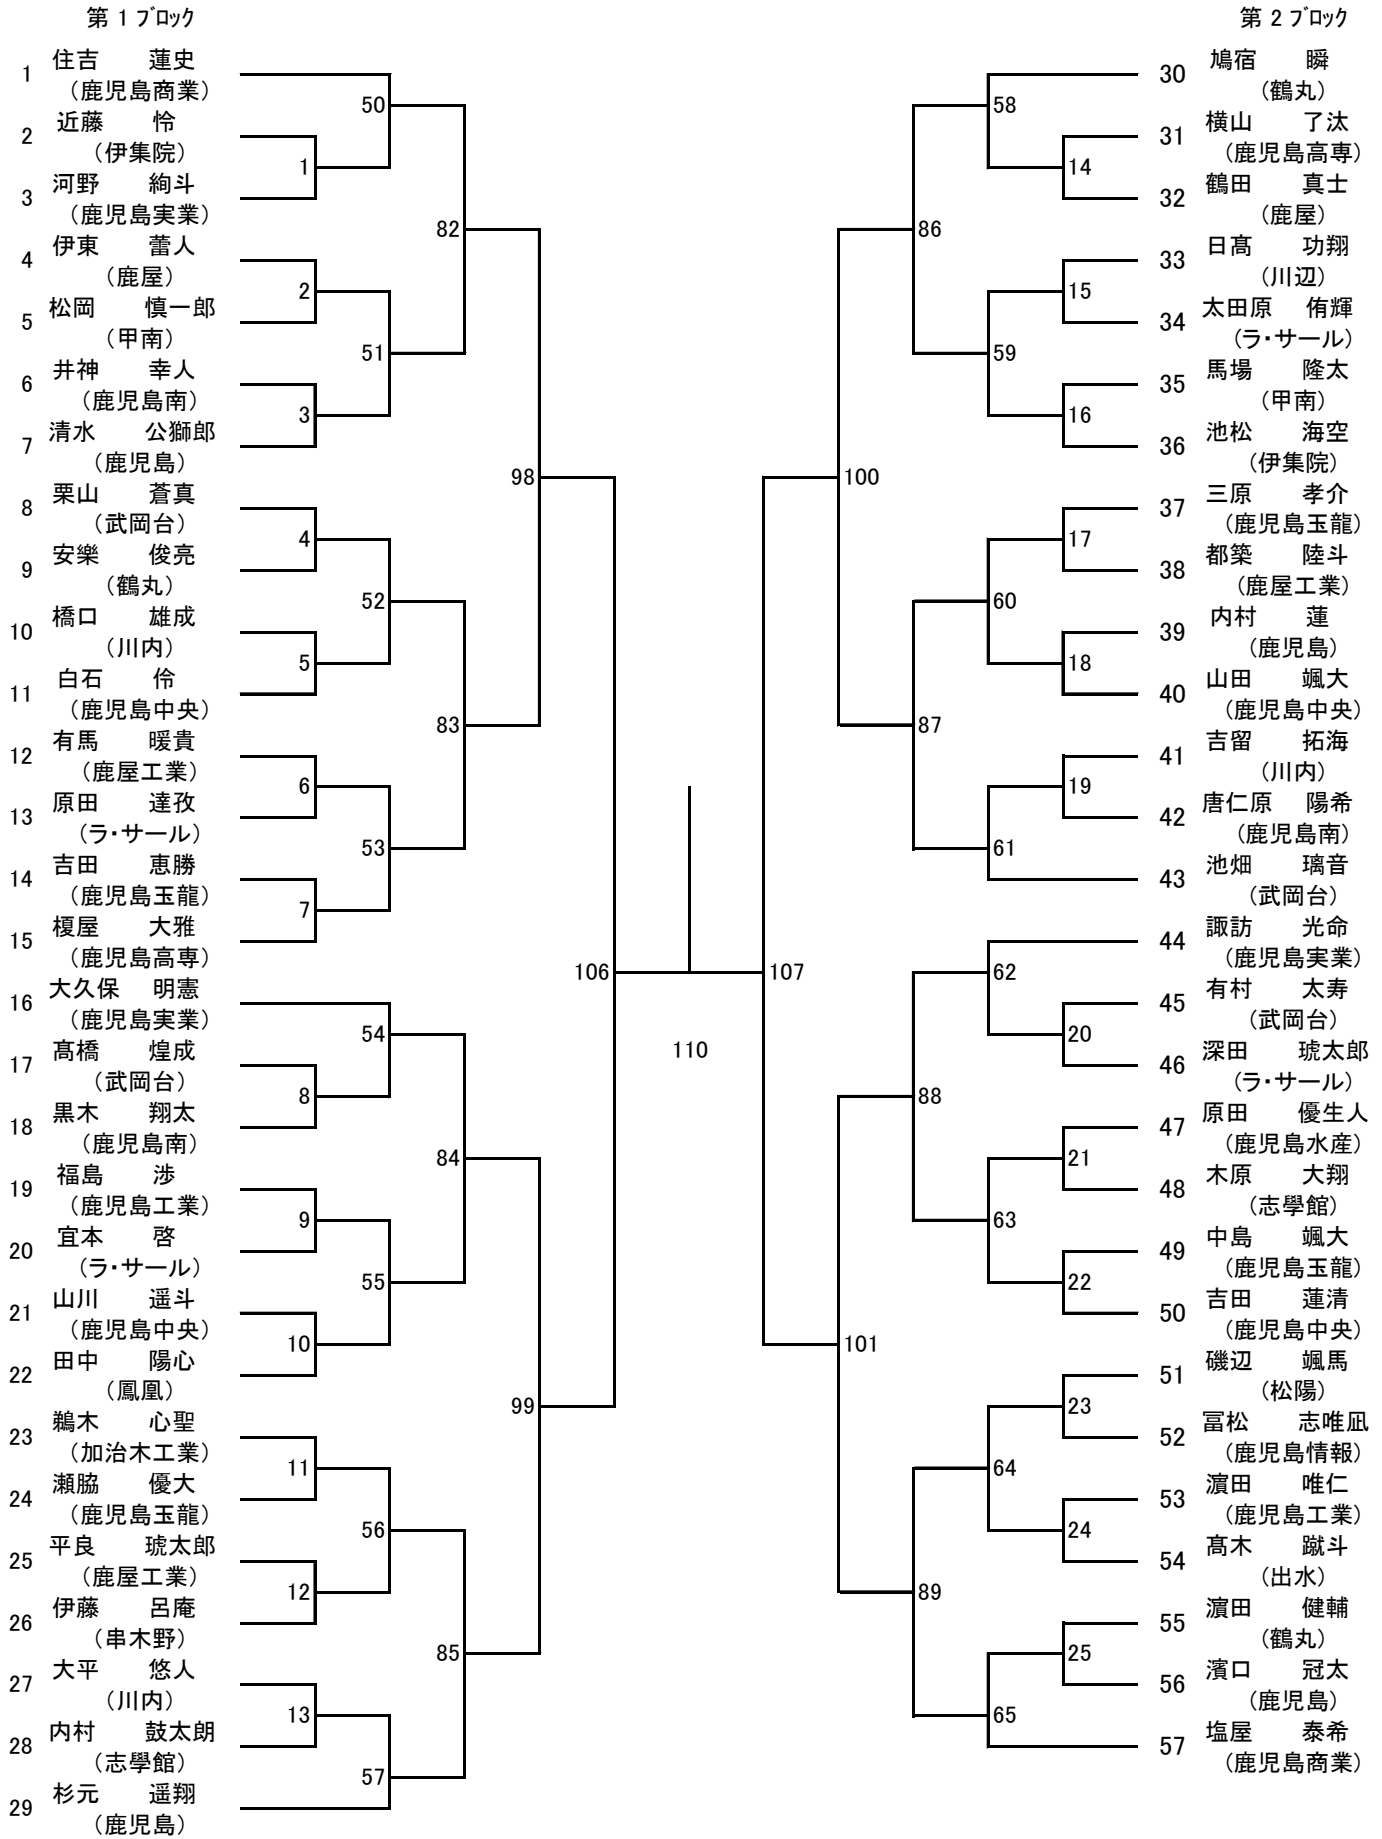 第１ブロック
1 住吉 蓮史
（鹿児島商業）
2 近藤 怜
（伊集院）
3 河野 絢斗
（鹿児島実業）
4 伊東 蕾人
（鹿屋）
5 松岡 慎一郎
（甲南）
6 井神 幸人
（鹿児島南）
7 清水 公獅郎
（鹿児島）
8 栗山 蒼真
（武岡台）
9 安樂 俊亮
（鶴丸）
10 橋口 雄成
（川内）
11 白石 伶
（鹿児島中央）
12 有馬 暖貴
（鹿屋工業）
13 原田 達孜
（ラ・サール）
14 吉田 恵勝
（鹿児島玉龍）
15 榎屋 大雅
（鹿児島高専）
16 大久保 明憲
（鹿児島実業）
17 髙橋 煌成
（武岡台）
18 黒木 翔太
（鹿児島南）
19 福島 渉
（鹿児島工業）
20 宜本 啓
（ラ・サール）
21 山川 遥斗
（鹿児島中央）
22 田中 陽心
（鳳凰）
23 鵜木 心聖
（加治木工業）
24 瀬脇 優大
（鹿児島玉龍）
25 平良 琥太郎
（鹿屋工業）
26 伊藤 呂庵
（串木野）
27 大平 悠人
（川内）
28 内村 鼓太朗
（志學館）
29 杉元 遥翔
（鹿児島）
1
2
3
4
5
6
7
8
9
10
11
12
13
50
51
52
53
54
55
56
57
82
83
84
85
98
99
106
110
107
100
101
86
87
88
89
58
59
60
61
62
63
64
65
14
15
16
17
18
19
20
21
22
23
24
25
第２ブロック
30 鳩宿 瞬
（鶴丸）
31 横山 了汰
（鹿児島高専）
32 鶴田 真士
（鹿屋）
33 日髙 功翔
（川辺）
34 太田原 侑輝
（ラ・サール）
35 馬場 隆太
（甲南）
36 池松 海空
（伊集院）
37 三原 孝介
（鹿児島玉龍）
38 都築 陸斗
（鹿屋工業）
39 内村 蓮
（鹿児島）
40 山田 颯大
（鹿児島中央）
41 吉留 拓海
（川内）
42 唐仁原 陽希
（鹿児島南）
43 池畑 璃音
（武岡台）
44 諏訪 光命
（鹿児島実業）
45 有村 太寿
（武岡台）
46 深田 琥太郎
（ラ・サール）
47 原田 優生人
（鹿児島水産）
48 木原 大翔
（志學館）
49 中島 颯大
（鹿児島玉龍）
50 吉田 蓮清
（鹿児島中央）
51 磯辺 颯馬
（松陽）
52 冨松 志唯凪
（鹿児島情報）
53 濵田 唯仁
（鹿児島工業）
54 髙木 蹴斗
（出水）
55 濵田 健輔
（鶴丸）
56 濱口 冠太
（鹿児島）
57 塩屋 泰希
（鹿児島商業）